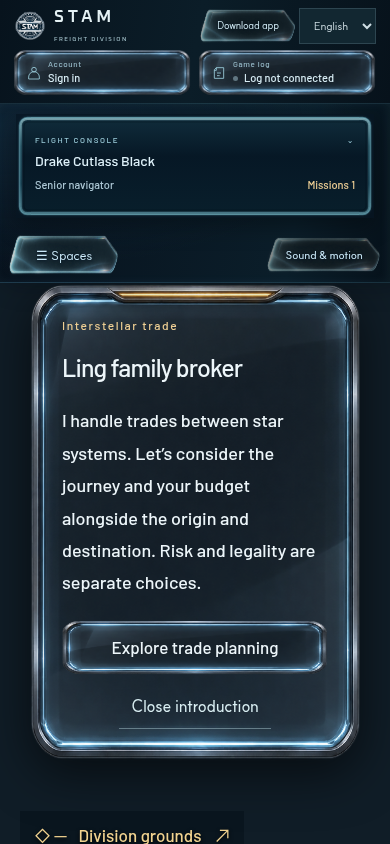 STAM
FREIGHT DIVISION
STAM
Download app
English
Account
Sign in
Game log
Log not connected
FLIGHT CONSOLE
Drake Cutlass Black
Senior navigator
Missions 1
☰ Spaces
Sound & motion
Interstellar trade
Ling family broker
I handle trades between star
systems. Let’s consider the
journey and your budget
alongside the origin and
destination. Risk and legality are
separate choices.
Explore trade planning
Close introduction
Division grounds